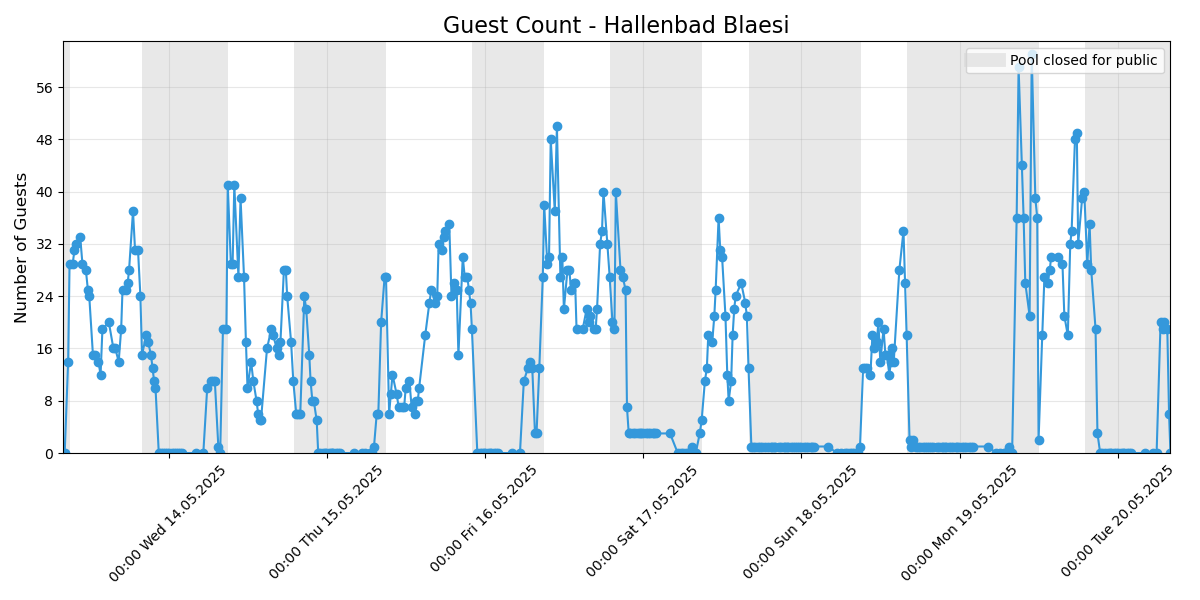 Guest Count - Hallenbad Blaesi
Pool closed for public
Number of Guests
56
48
40
32
24
16
8
0
00:00 Wed 14.05.2025
00:00 Thu 15.05.2025
00:00 Fri 16.05.2025
00:00 Sat 17.05.2025
00:00 Sun 18.05.2025
00:00 Mon 19.05.2025
00:00 Tue 20.05.2025